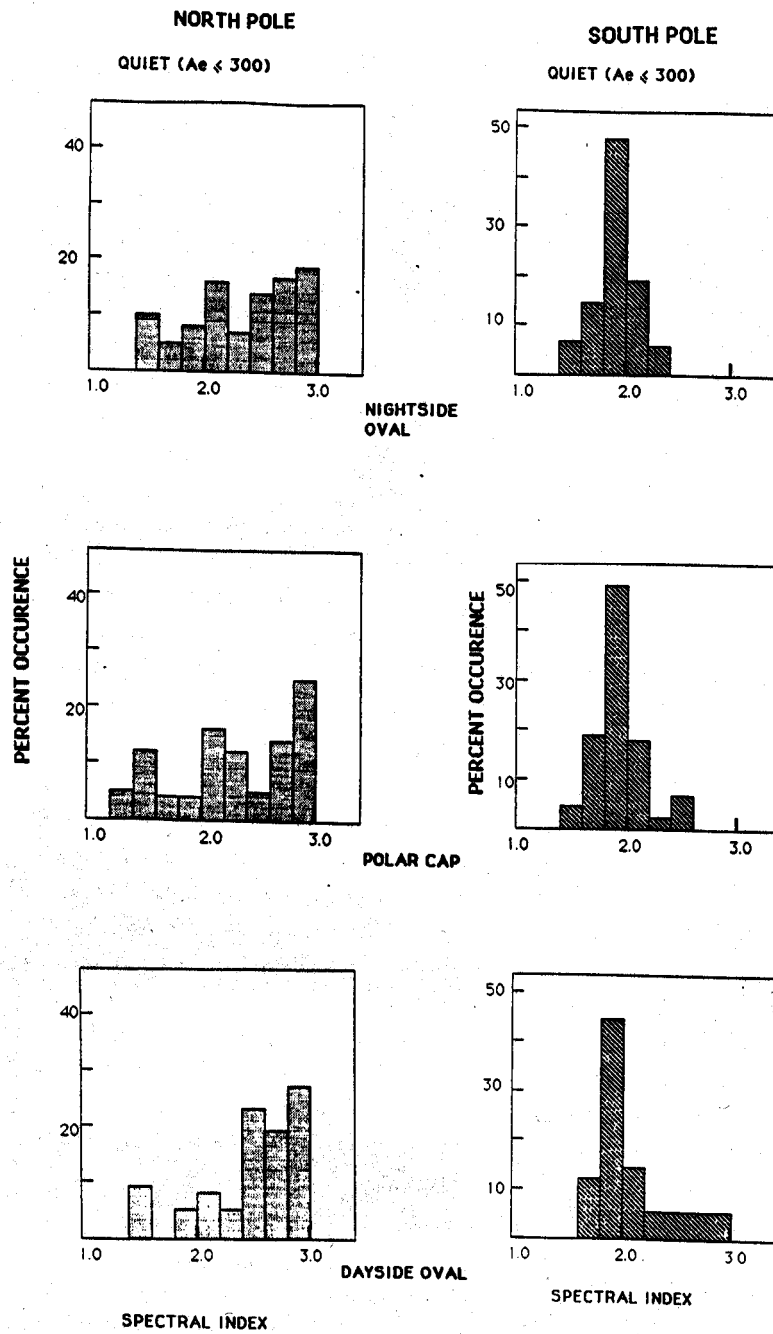 NORTH POLE
QUIET (Ae ⩽ 300)
40
20
1.0 2.0 3.0
SOUTH POLE
QUIET (Ae ⩽ 300)
50
30
10
1.0 2.0 3.0
NIGHTSIDE
OVAL
PERCENT OCCURENCE
40
20
1.0 2.0 3.0
PERCENT OCCURENCE
50
30
10
1.0 2.0 3.0
POLAR CAP
40
20
1.0 2.0 3.0
50
30
10
1.0 2.0 3.0
DAYSIDE OVAL
SPECTRAL INDEX
SPECTRAL INDEX